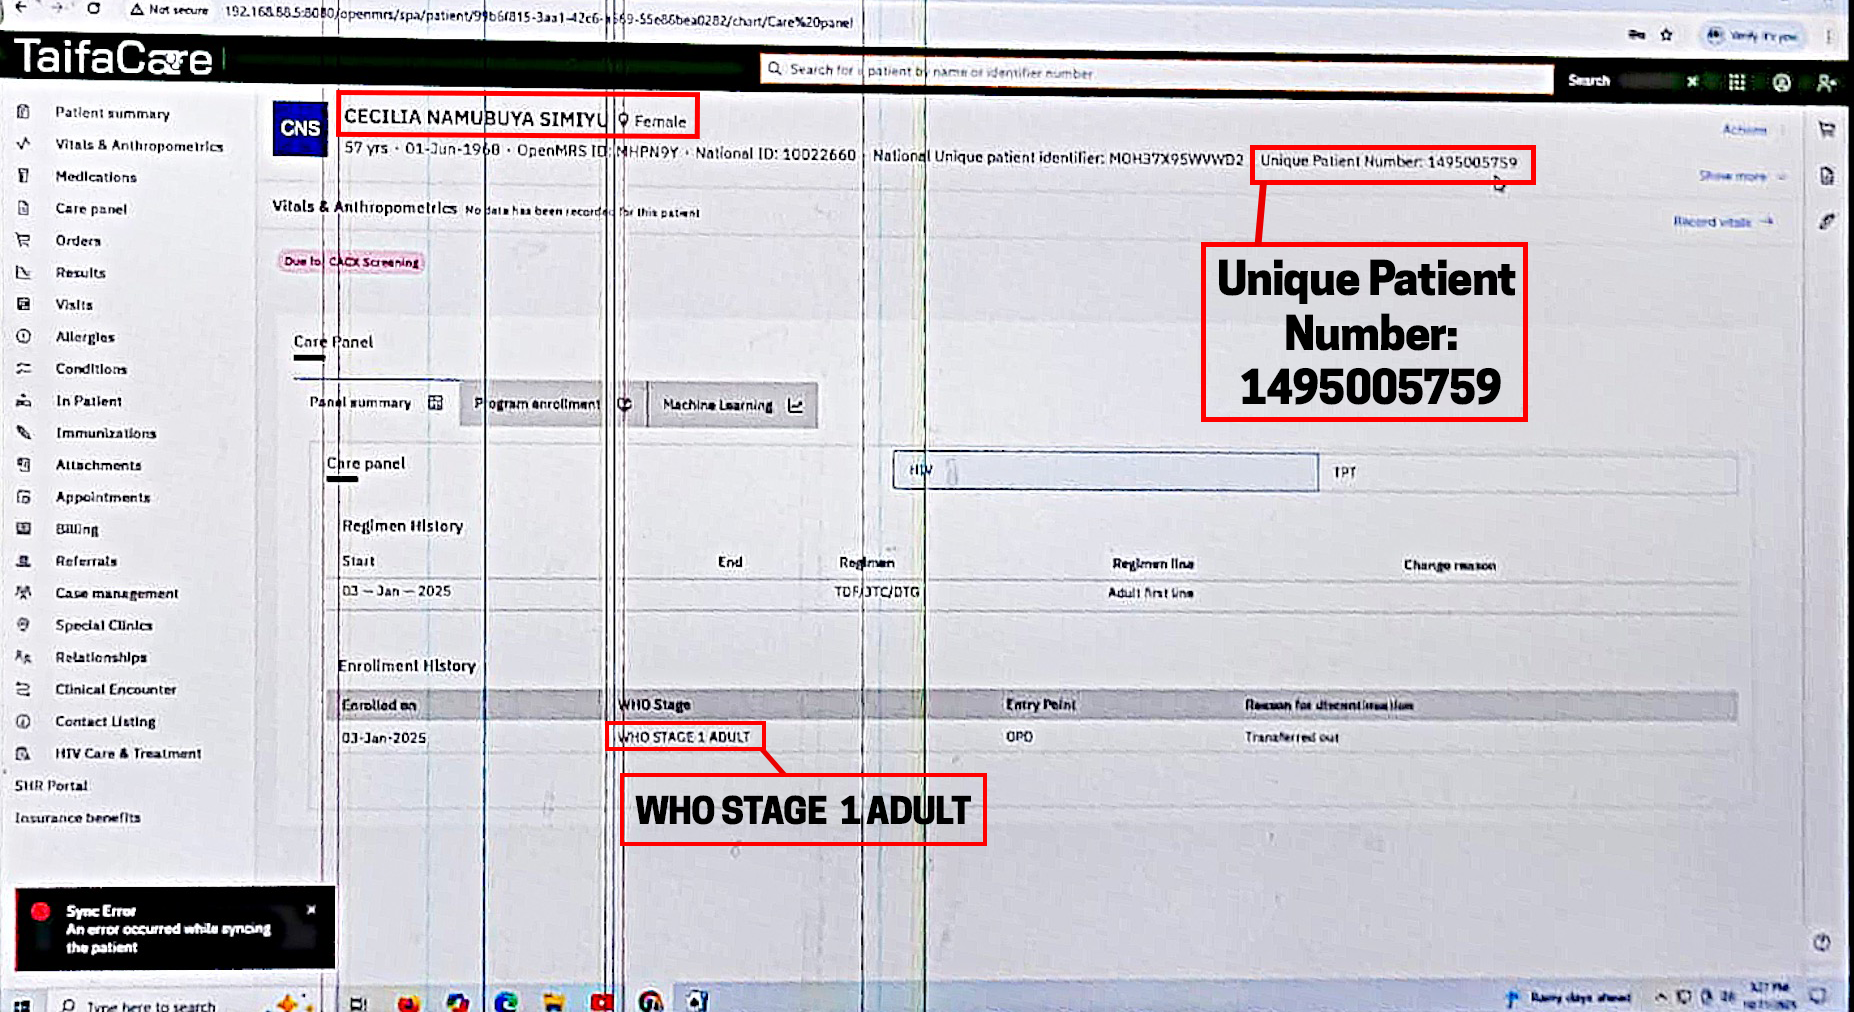 Not secure 192.168.88.5:8080/openmrs/spa/patient/ /chart/Care%20panel
Verify it's you
TaifaCare
Search for a patient by name or identifier number
Search
Patient summary
Vitals & Anthropometrics
Medications
Care panel
Orders
Results
Visits
Allergies
Conditions
In Patient
Immunizations
Attachments
Appointments
Billing
Referrals
Case management
Special Clinics
Relationships
Clinical Encounter
Contact Listing
HIV Care & Treatment
SHR Portal
Insurance benefits
CNS
CECILIA NAMUBUYA SIMIYU Female
57 yrs · 01-Jun-1968 · OpenMRS ID: MHPN9Y · National ID: 10022660 National Unique patient identifier: MOH37X95WVWD2 Unique Patient Number: 1495005759
Actions
Show more
Vitals & Anthropometrics No data has been recorded for this patient
Record vitals
Due for CACX Screening
Unique Patient
Number:
1495005759
Care Panel
Panel summary Program enrollment Machine Learning
Care panel
HIV TPT
Regimen History
Start End Regimen Regimen line Change reason
03 – Jan – 2025 TDF/3TC/DTG Adult first line
Enrollment History
Enrolled on WHO Stage Entry Point Reason for discontinuation
03-Jan-2025 WHO STAGE 1 ADULT OPD Transferred out
WHO STAGE 1 ADULT
Sync Error
An error occurred while syncing
the patient
Type here to search
Rainy days ahead
3:27 PM